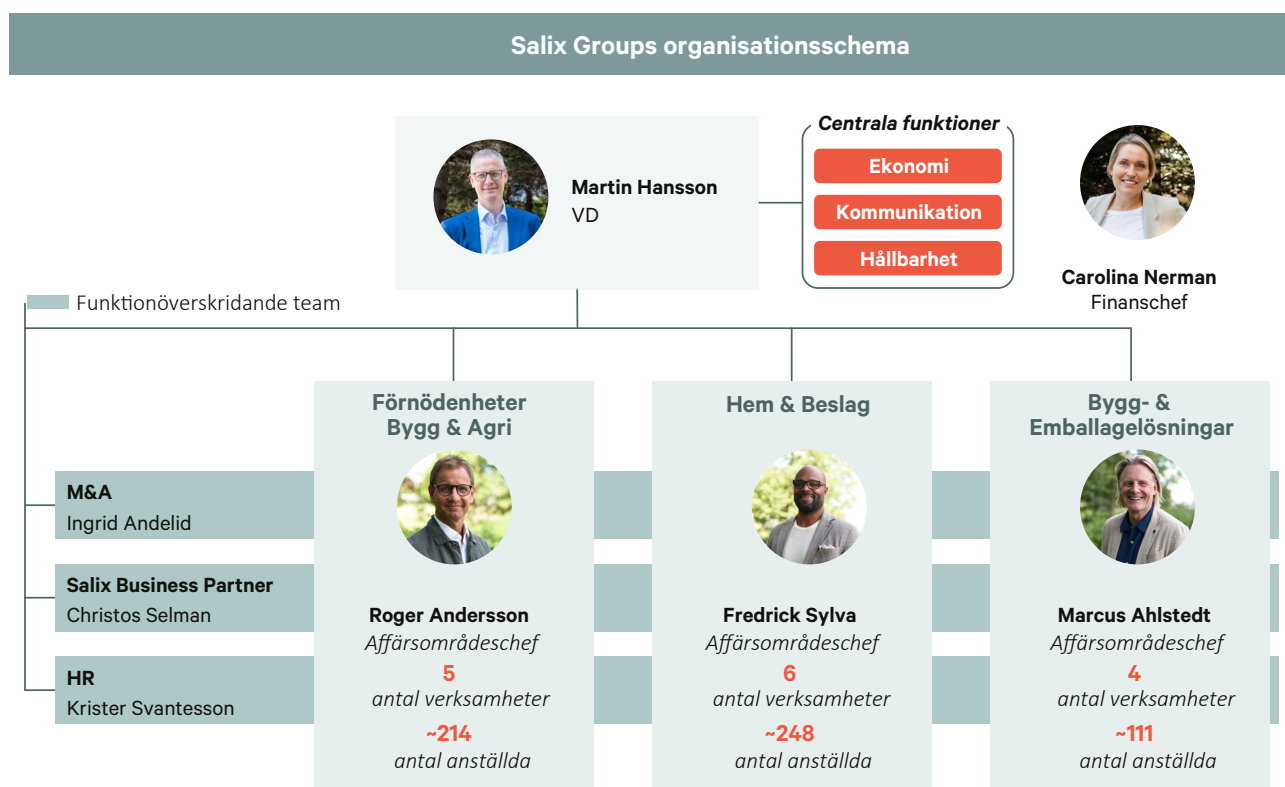 Salix Groups organisationsschema
Martin Hansson
VD
Centrala funktioner
Ekonomi
Kommunikation
Hållbarhet
Carolina Nerman
Finanschef
Funktionöverskridande team
Förnödenheter
Bygg & Agri
Hem & Beslag
Bygg- &
Emballagelösningar
M&A
Ingrid Andelid
Salix Business Partner
Christos Selman
HR
Krister Svantesson
Roger Andersson
Affärsområdeschef
5
antal verksamheter
~214
antal anställda
Fredrick Sylva
Affärsområdeschef
6
antal verksamheter
~248
antal anställda
Marcus Ahlstedt
Affärsområdeschef
4
antal verksamheter
~111
antal anställda